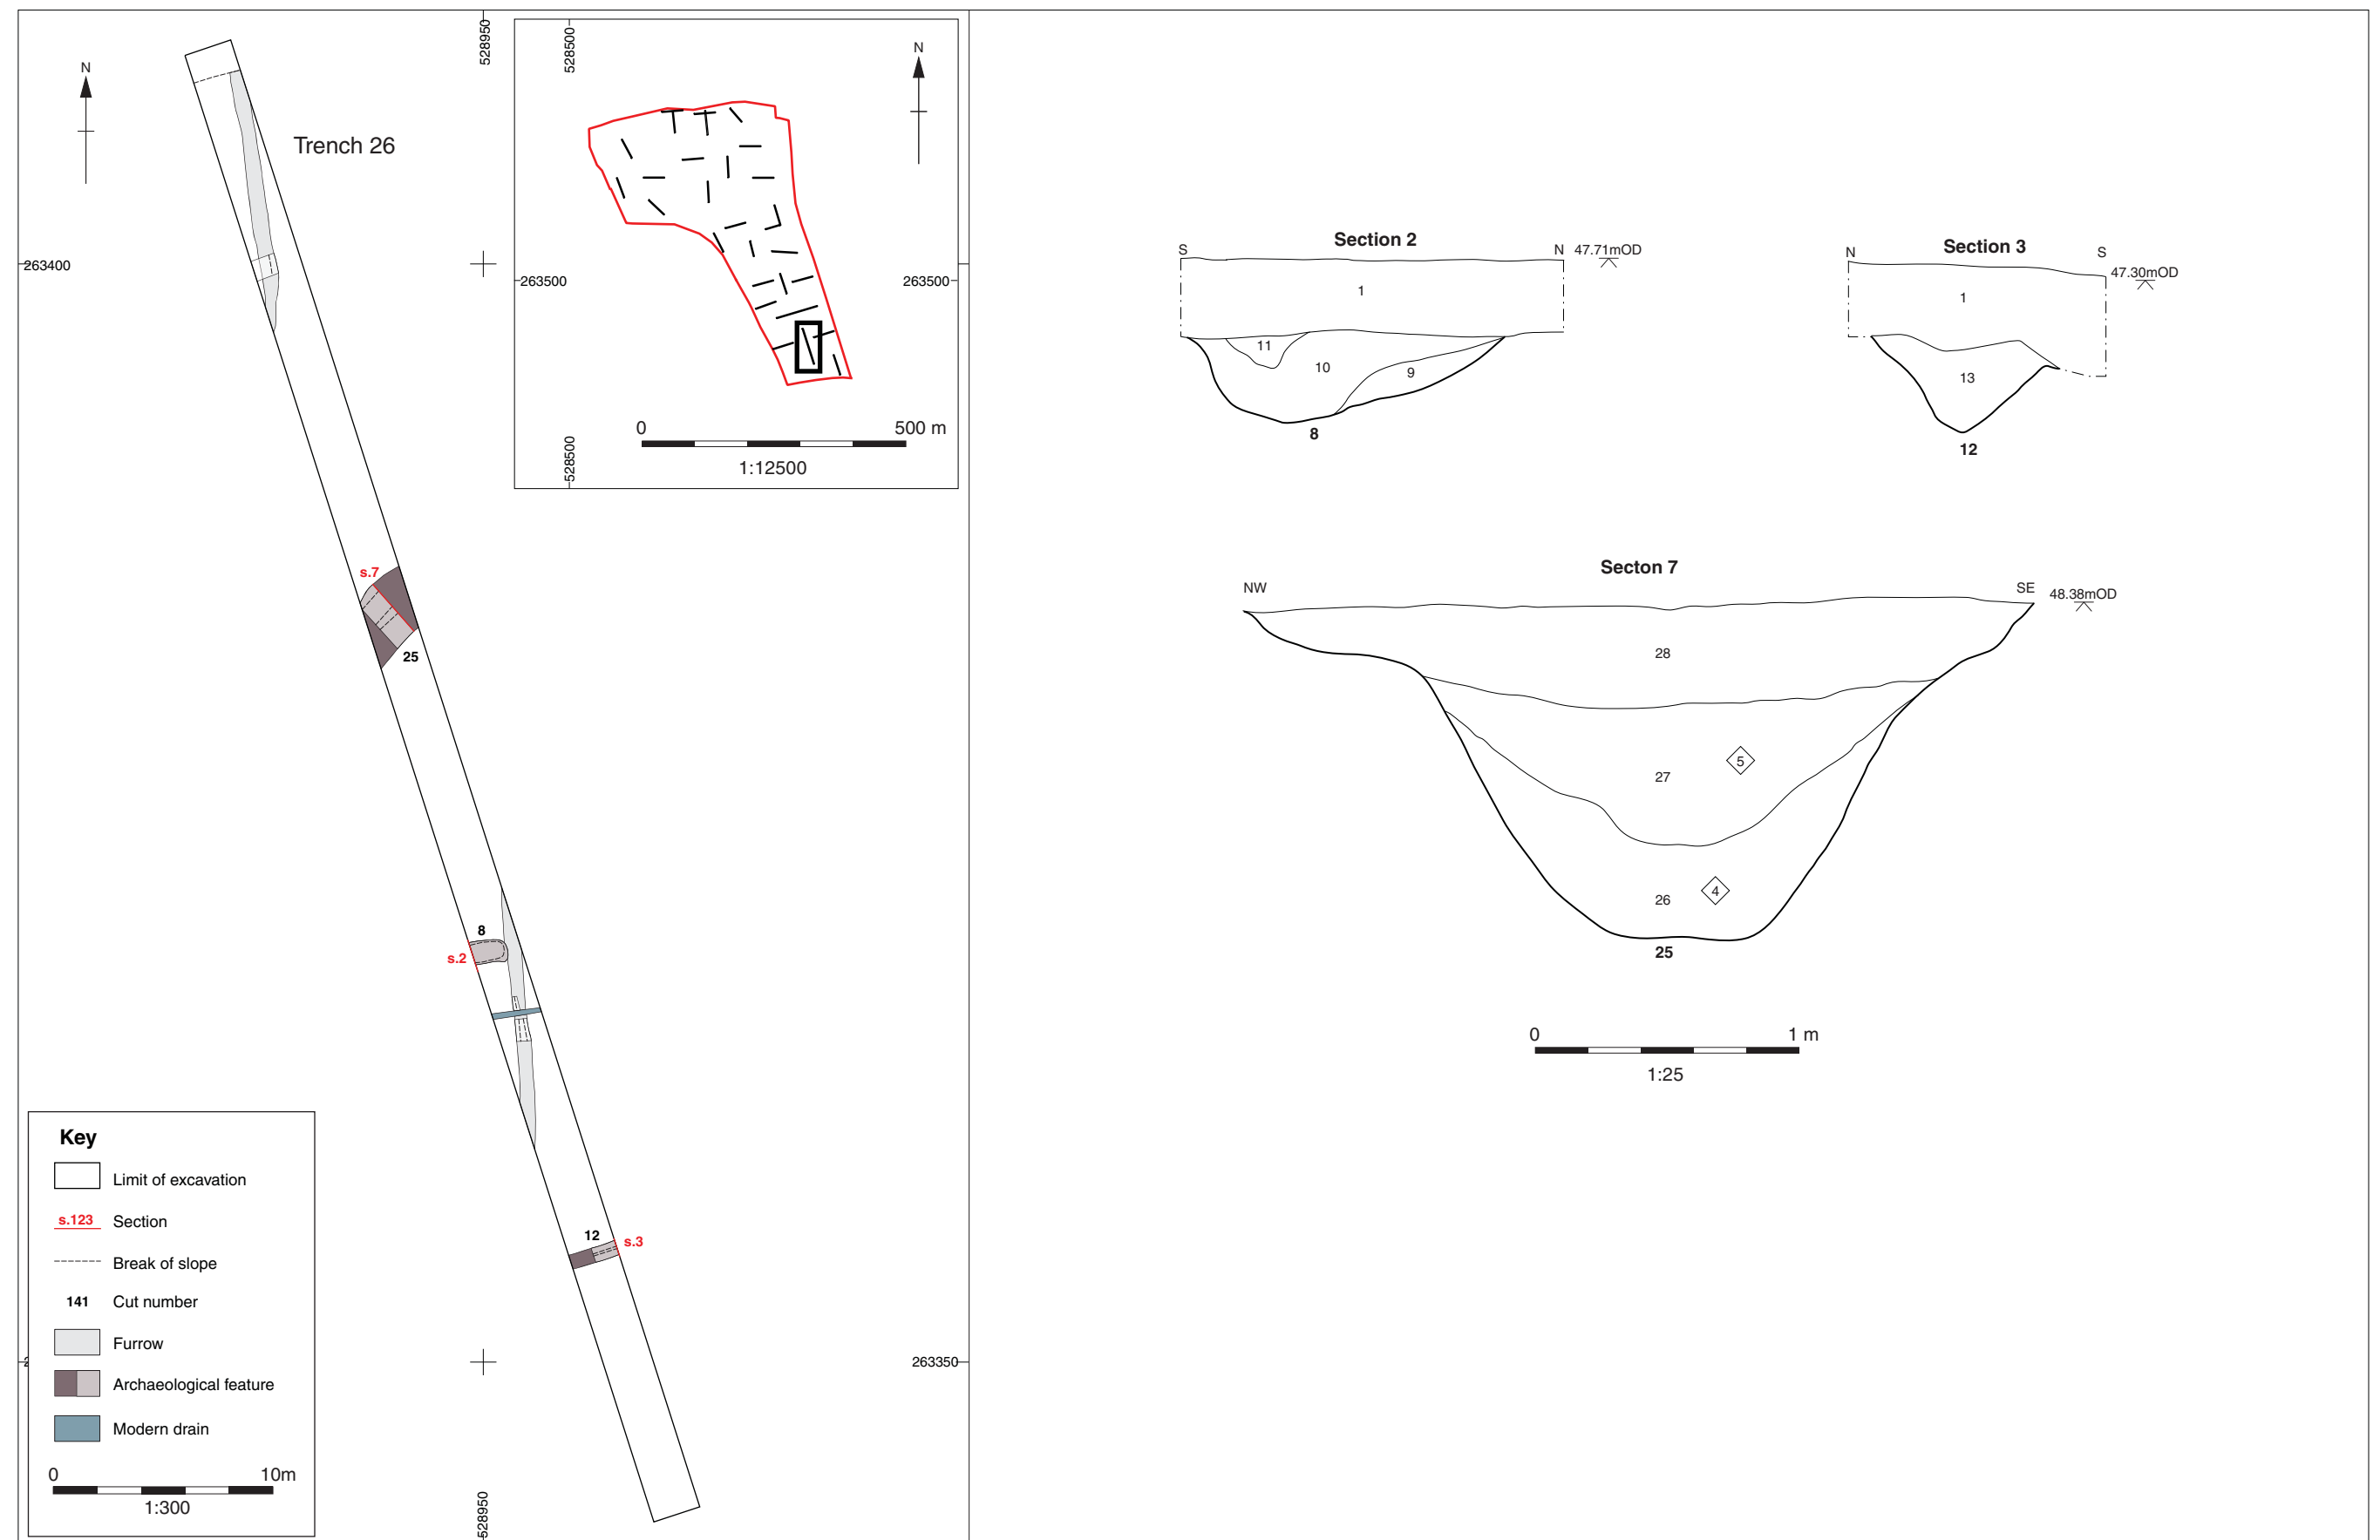 528950
N
Trench 26
263400
s.7
25
8
s.2
12
s.3
528950
263350
528500
N
263500
263500
528500
0 500 m
1:12500
Key
Limit of excavation
s.123 Section
Break of slope
141 Cut number
Furrow
Archaeological feature
Modern drain
0 10m
1:300
Section 2
S N 47.71mOD
1
11
10
9
8
Section 3
N S
47.30mOD
1
13
12
Secton 7
NW SE 48.38mOD
28
5
27
4
26
25
0 1 m
1:25